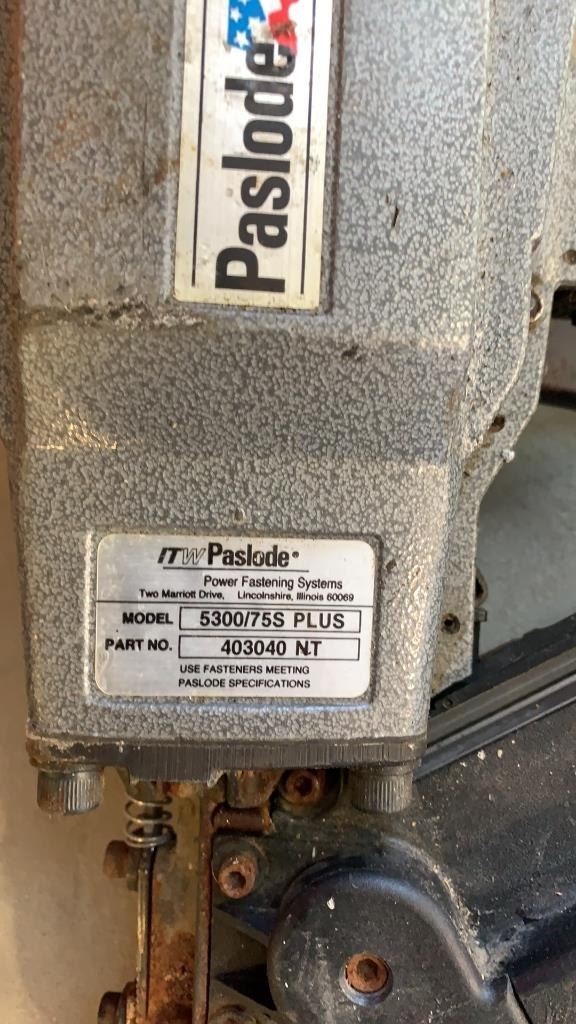 Paslode
ITW Paslode®
Power Fastening Systems
Two Marriott Drive, Lincolnshire, Illinois 60069
MODEL 5300/75S PLUS
PART NO. 403040 N.T
USE FASTENERS MEETING
PASLODE SPECIFICATIONS